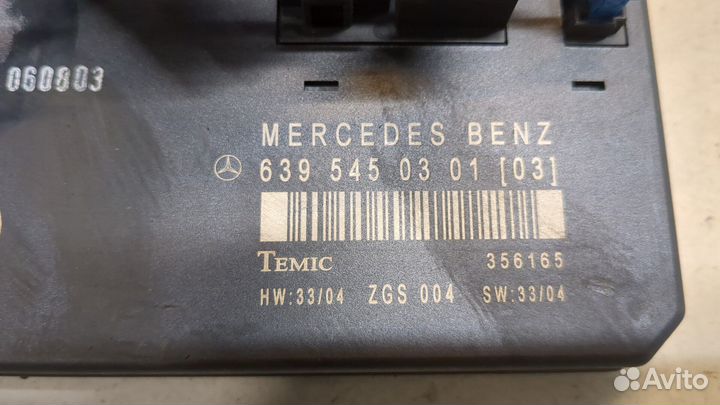 060803
MERCEDES BENZ
639 545 03 01 [03]
TEMIC 356165
HW:33/04 ZGS 004 SW:33/04
Avito